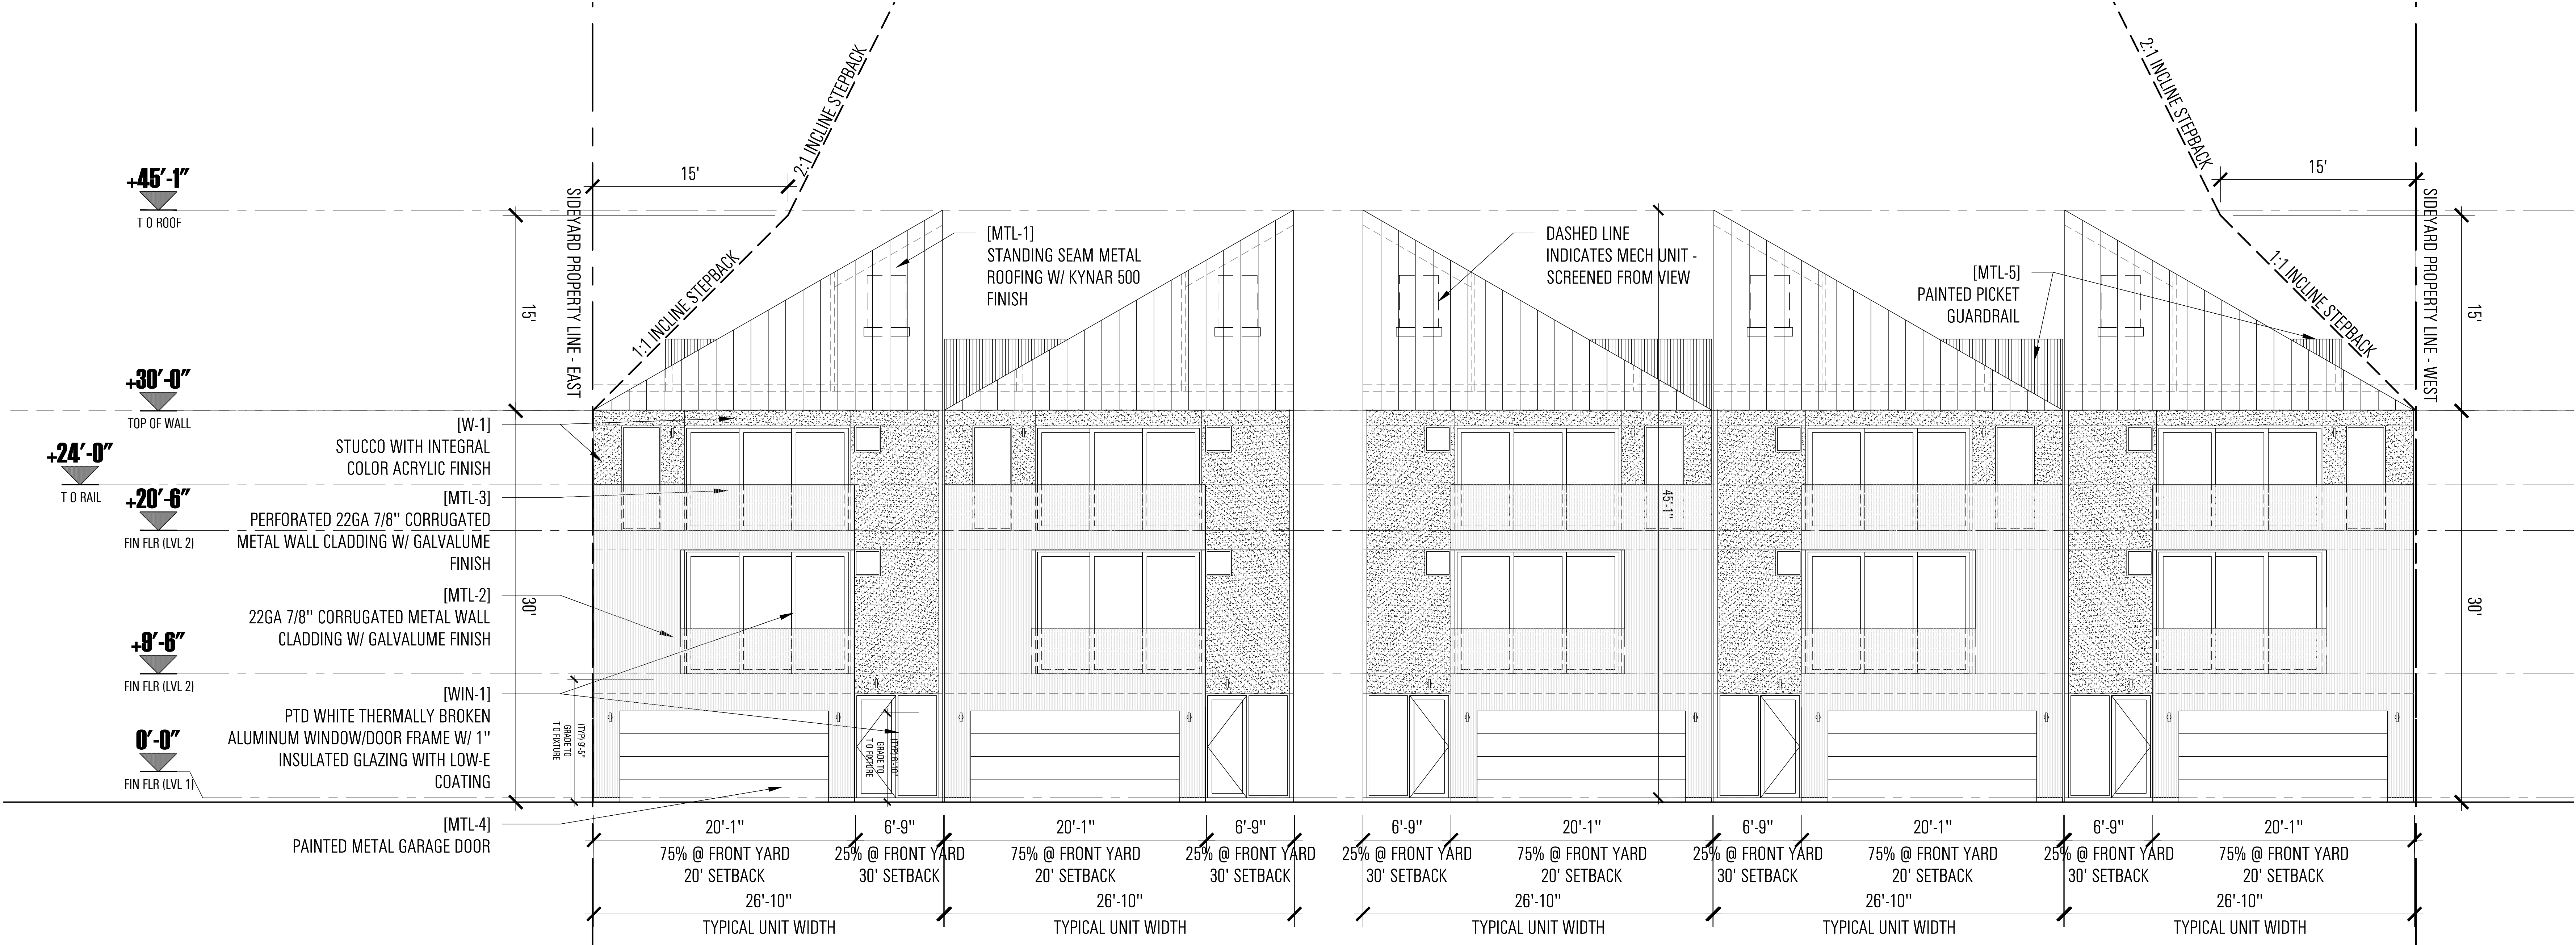 2:1 INCLINE STEPBACK
2:1 INCLINE STEPBACK
15'
15'
+45'-1"
T O ROOF
SIDEYARD PROPERTY LINE - EAST
SIDEYARD PROPERTY LINE - WEST
1:1 INCLINE STEPBACK
1:1 INCLINE STEPBACK
[MTL-1]
STANDING SEAM METAL
ROOFING W/ KYNAR 500
FINISH
DASHED LINE
INDICATES MECH UNIT -
SCREENED FROM VIEW
[MTL-5]
PAINTED PICKET
GUARDRAIL
15'
15'
+30'-0"
TOP OF WALL
[W-1]
STUCCO WITH INTEGRAL
COLOR ACRYLIC FINISH
+24'-0"
T O RAIL
+20'-6"
FIN FLR (LVL 2)
[MTL-3]
PERFORATED 22GA 7/8" CORRUGATED
METAL WALL CLADDING W/ GALVALUME
FINISH
45'-1"
[MTL-2]
22GA 7/8" CORRUGATED METAL WALL
CLADDING W/ GALVALUME FINISH
30'
30'
+9'-6"
FIN FLR (LVL 2)
[WIN-1]
PTD WHITE THERMALLY BROKEN
ALUMINUM WINDOW/DOOR FRAME W/ 1"
INSULATED GLAZING WITH LOW-E
COATING
(TYP) 9'-5"
GRADE TO
T O FIXTURE
(TYP) 6'-10"
GRADE TO
T O FIXTURE
0'-0"
FIN FLR (LVL 1)
[MTL-4]
PAINTED METAL GARAGE DOOR
20'-1" 6'-9" 20'-1" 6'-9" 6'-9" 20'-1" 6'-9" 20'-1" 6'-9" 20'-1"
75% @ FRONT YARD 25% @ FRONT YARD 75% @ FRONT YARD 25% @ FRONT YARD 25% @ FRONT YARD 75% @ FRONT YARD 25% @ FRONT YARD 75% @ FRONT YARD 25% @ FRONT YARD 75% @ FRONT YARD
20' SETBACK 30' SETBACK 20' SETBACK 30' SETBACK 30' SETBACK 20' SETBACK 30' SETBACK 20' SETBACK 30' SETBACK 20' SETBACK
26'-10" 26'-10" 26'-10" 26'-10" 26'-10"
TYPICAL UNIT WIDTH TYPICAL UNIT WIDTH TYPICAL UNIT WIDTH TYPICAL UNIT WIDTH TYPICAL UNIT WIDTH